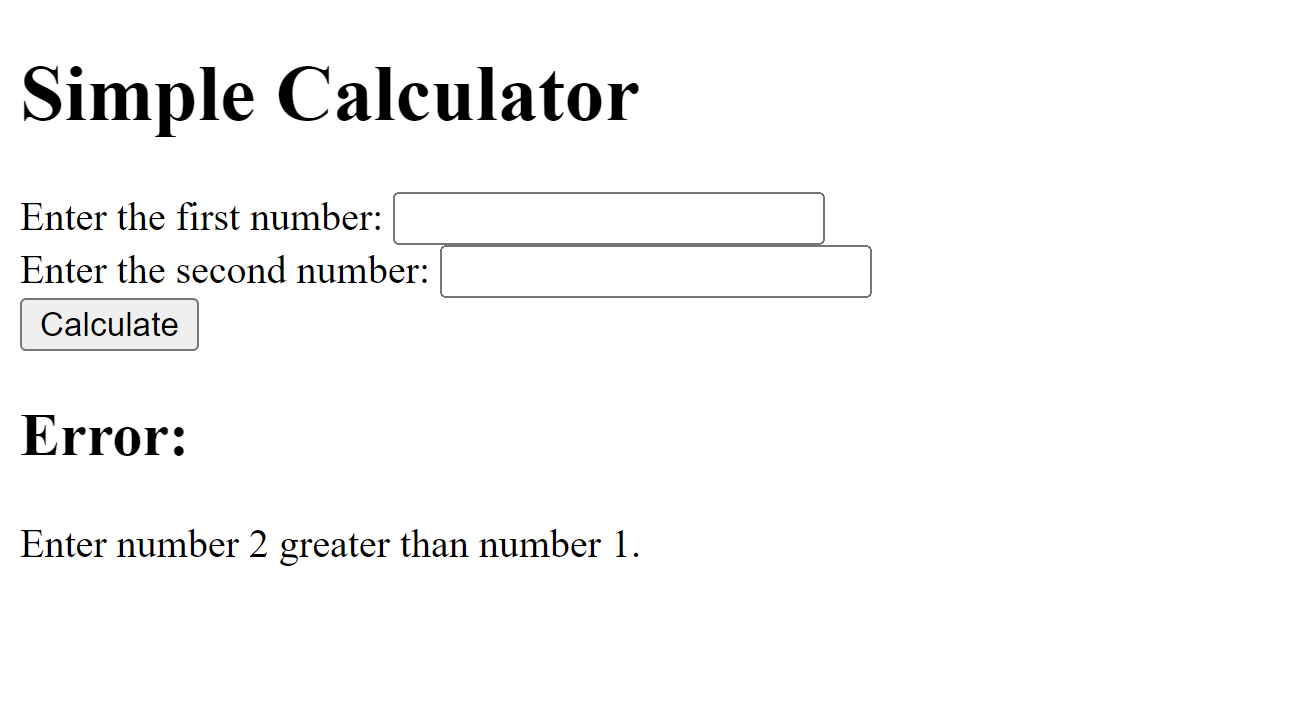 Simple Calculator
Enter the first number:
Enter the second number:
Calculate
Error:
Enter number 2 greater than number 1.